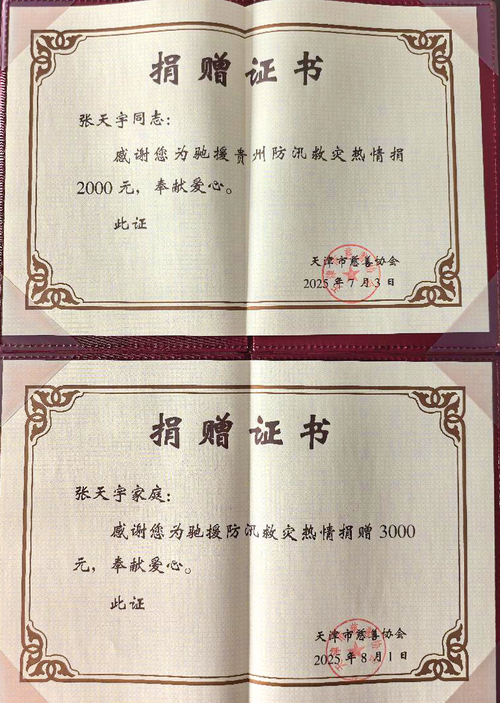 捐赠证书
张天宇同志：
感谢您为驰援贵州防汛救灾热情捐
2000元，奉献爱心。
此证
天津市慈善协会
2025年7月3日
捐赠证书
张天宇家庭：
感谢您为驰援防汛救灾热情捐赠3000
元，奉献爱心。
此证
天津市慈善协会
2025年8月1日